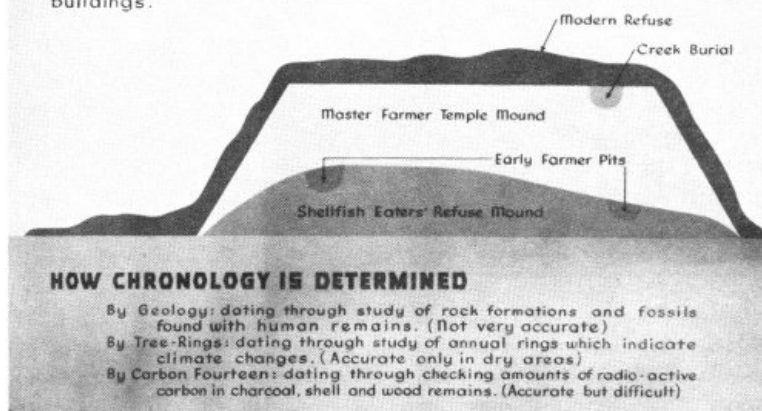 buildings.
Modern Refuse
Creek Burial
Master Farmer Temple Mound
Early Farmer Pits
Shellfish Eaters' Refuse Mound
HOW CHRONOLOGY IS DETERMINED
By Geology: dating through study of rock formations and fossils
found with human remains. (Not very accurate)
By Tree-Rings: dating through study of annual rings which indicate
climate changes. (Accurate only in dry areas)
By Carbon Fourteen: dating through checking amounts of radio-active
carbon in charcoal, shell and wood remains. (Accurate but difficult)